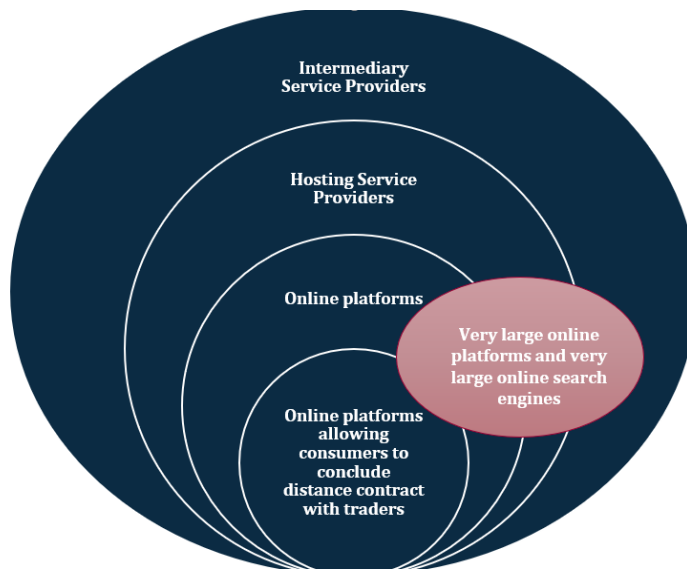 Intermediary
Service Providers
Hosting Service
Providers
Online platforms
Very large online
platforms and very
large online search
engines
Online platforms
allowing
consumers to
conclude
distance contract
with traders